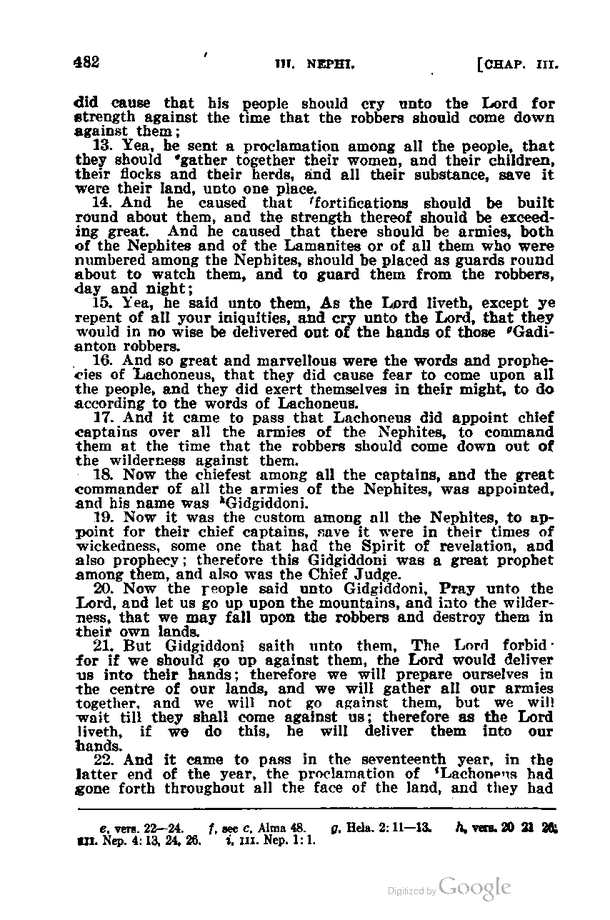 482 III. NEPHI. [CHAP. III.
did cause that his people should cry unto the Lord for
strength against the time that the robbers should come down
against them;
13. Yea, he sent a proclamation among all the people, that
they should ᵉgather together their women, and their children,
their flocks and their herds, and all their substance, save it
were their land, unto one place.
14. And he caused that ᶠfortifications should be built
round about them, and the strength thereof should be exceed-
ing great. And he caused that there should be armies, both
of the Nephites and of the Lamanites or of all them who were
numbered among the Nephites, should be placed as guards round
about to watch them, and to guard them from the robbers,
day and night;
15. Yea, he said unto them, As the Lord liveth, except ye
repent of all your iniquities, and cry unto the Lord, that they
would in no wise be delivered out of the hands of those ᵍGadi-
anton robbers.
16. And so great and marvellous were the words and prophe-
cies of Lachoneus, that they did cause fear to come upon all
the people, and they did exert themselves in their might, to do
according to the words of Lachoneus.
17. And it came to pass that Lachoneus did appoint chief
captains over all the armies of the Nephites, to command
them at the time that the robbers should come down out of
the wilderness against them.
18. Now the chiefest among all the captains, and the great
commander of all the armies of the Nephites, was appointed,
and his name was ʰGidgiddoni.
19. Now it was the custom among all the Nephites, to ap-
point for their chief captains, save it were in their times of
wickedness, some one that had the Spirit of revelation, and
also prophecy; therefore this Gidgiddoni was a great prophet
among them, and also was the Chief Judge.
20. Now the people said unto Gidgiddoni, Pray unto the
Lord, and let us go up upon the mountains, and into the wilder-
ness, that we may fall upon the robbers and destroy them in
their own lands.
21. But Gidgiddoni saith unto them, The Lord forbid·
for if we should go up against them, the Lord would deliver
us into their hands; therefore we will prepare ourselves in
the centre of our lands, and we will gather all our armies
together, and we will not go against them, but we will
wait till they shall come against us; therefore as the Lord
liveth, if we do this, he will deliver them into our
hands.
22. And it came to pass in the seventeenth year, in the
latter end of the year, the proclamation of ⁱLachoneus had
gone forth throughout all the face of the land, and they had
e, vers. 22—24. f, see c, Alma 48. g, Hela. 2: 11—13. h, vers. 20 21 26;
III. Nep. 4: 13, 24, 26. i, III. Nep. 1: 1.
Digitized by Google